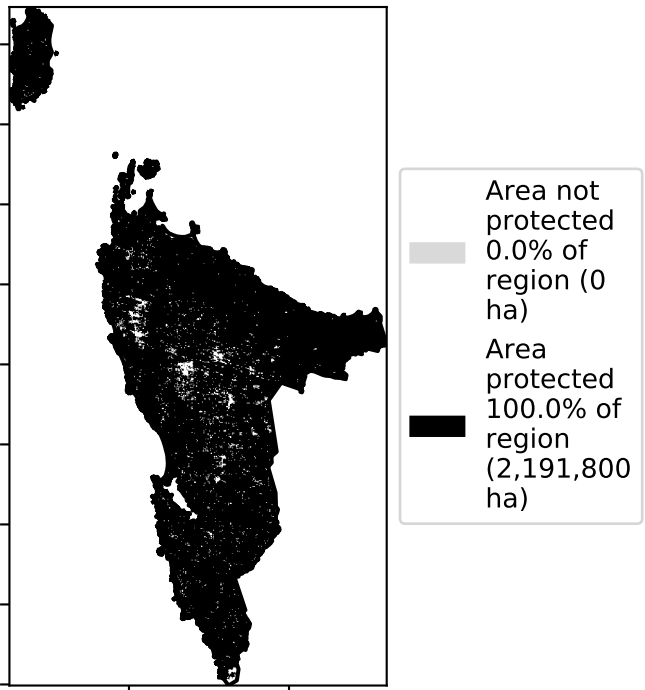 Area not
protected
0.0% of
region (0
ha)
Area
protected
100.0% of
region
(2,191,800
ha)